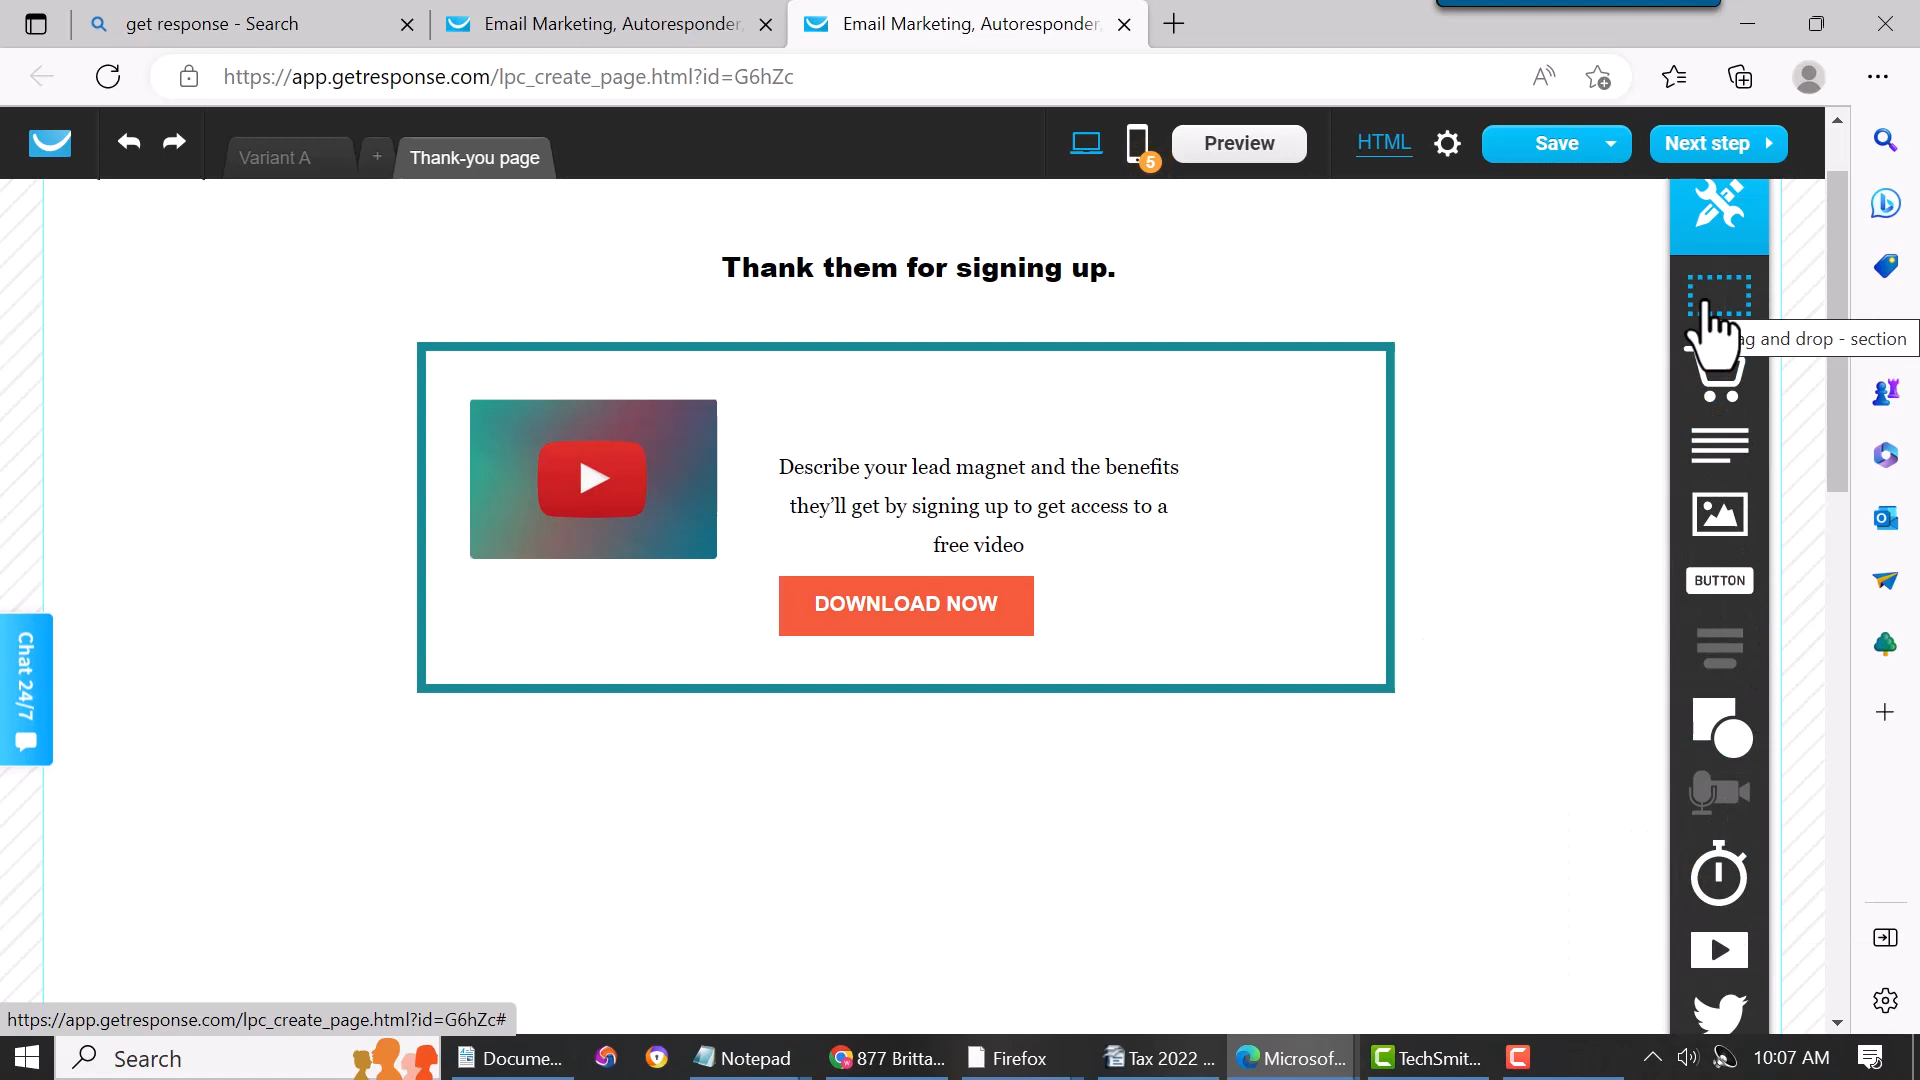 get response - Search
Email Marketing, Autoresponder,
Email Marketing, Autoresponder,
https://app.getresponse.com/lpc_create_page.html?id=G6hZc
Variant A
+
Thank-you page
5
Preview
HTML
Save
Next step
Thank them for signing up.
ag and drop - section
Describe your lead magnet and the benefits
they’ll get by signing up to get access to a
free video
DOWNLOAD NOW
BUTTON
Chat 24/7
https://app.getresponse.com/lpc_create_page.html?id=G6hZc#
Search
Docume...
Notepad
877 Britta...
Firefox
Tax 2022 ...
Microsof...
TechSmit...
10:07 AM